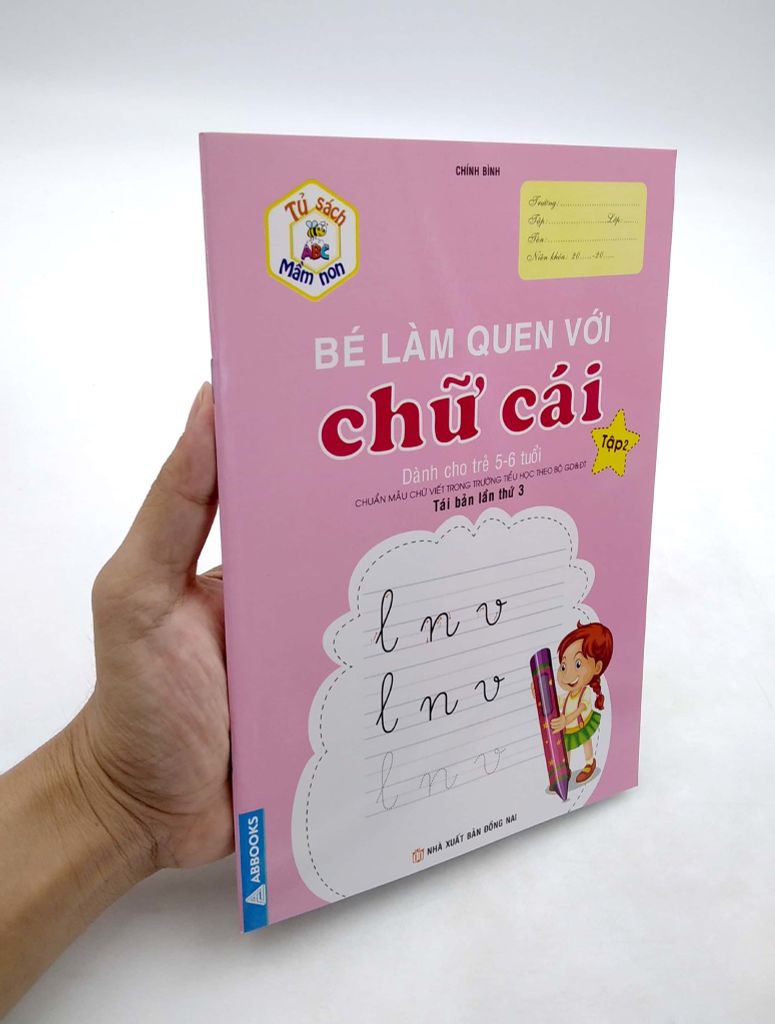 CHÍNH BÌNH
Tủ sách
ABC
Mầm non
Trường:
Tập: Lớp:
Tên:
Niên khóa: 20.....-20.....
BÉ LÀM QUEN VỚI
chữ cái
Tập 2
Dành cho trẻ 5-6 tuổi
CHUẨN MẪU CHỮ VIẾT TRONG TRƯỜNG TIỂU HỌC THEO BỘ GD&ĐT
Tái bản lần thứ 3
l n v
l n v
l n v
NHÀ XUẤT BẢN ĐỒNG NAI
ABBOOKS